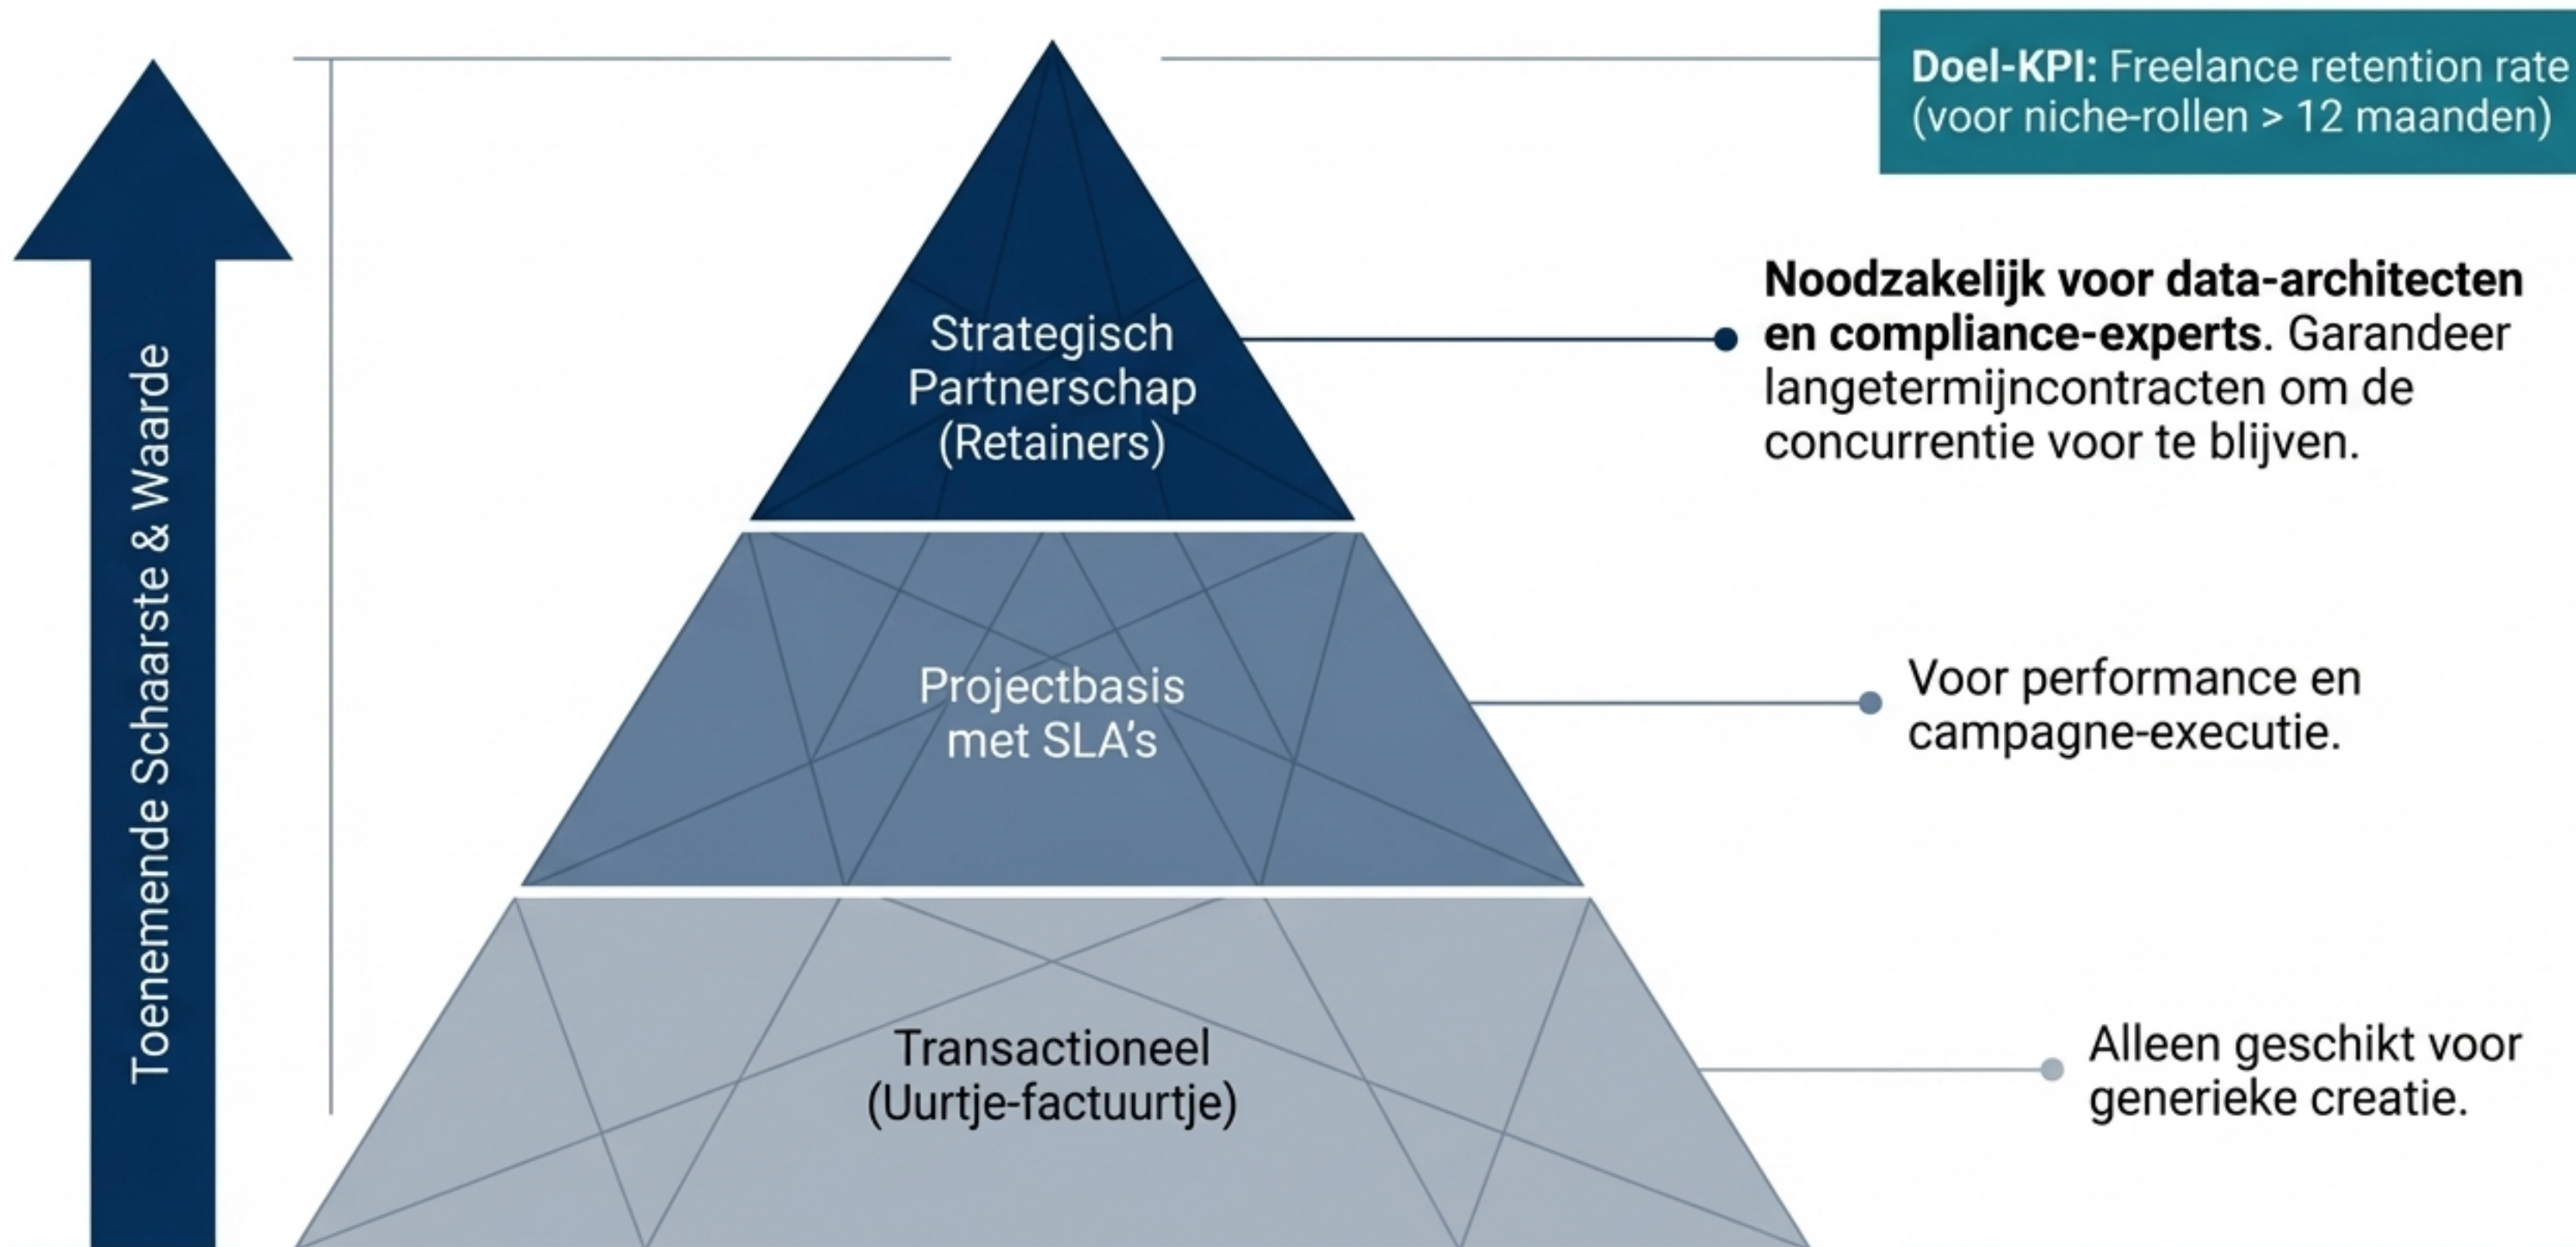 Doel-KPI: Freelance retention rate
(voor niche-rollen > 12 maanden)
Toenemende Schaarste & Waarde
Strategisch
Partnerschap
(Retainers)
Noodzakelijk voor data-architecten
en compliance-experts. Garandeer
langetermijncontracten om de
concurrentie voor te blijven.
Projectbasis
met SLA's
Voor performance en
campagne-executie.
Transactioneel
(Uurtje-factuurtje)
Alleen geschikt voor
generieke creatie.